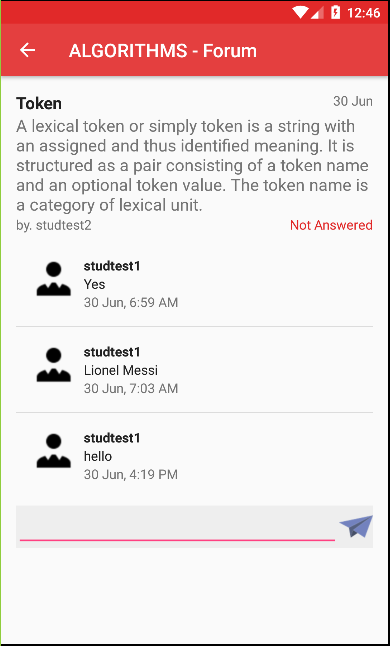 12:46
ALGORITHMS - Forum
Token
30 Jun
A lexical token or simply token is a string with
an assigned and thus identified meaning. It is
structured as a pair consisting of a token name
and an optional token value. The token name is
a category of lexical unit.
by. studtest2
Not Answered
studtest1
Yes
30 Jun, 6:59 AM
studtest1
Lionel Messi
30 Jun, 7:03 AM
studtest1
hello
30 Jun, 4:19 PM